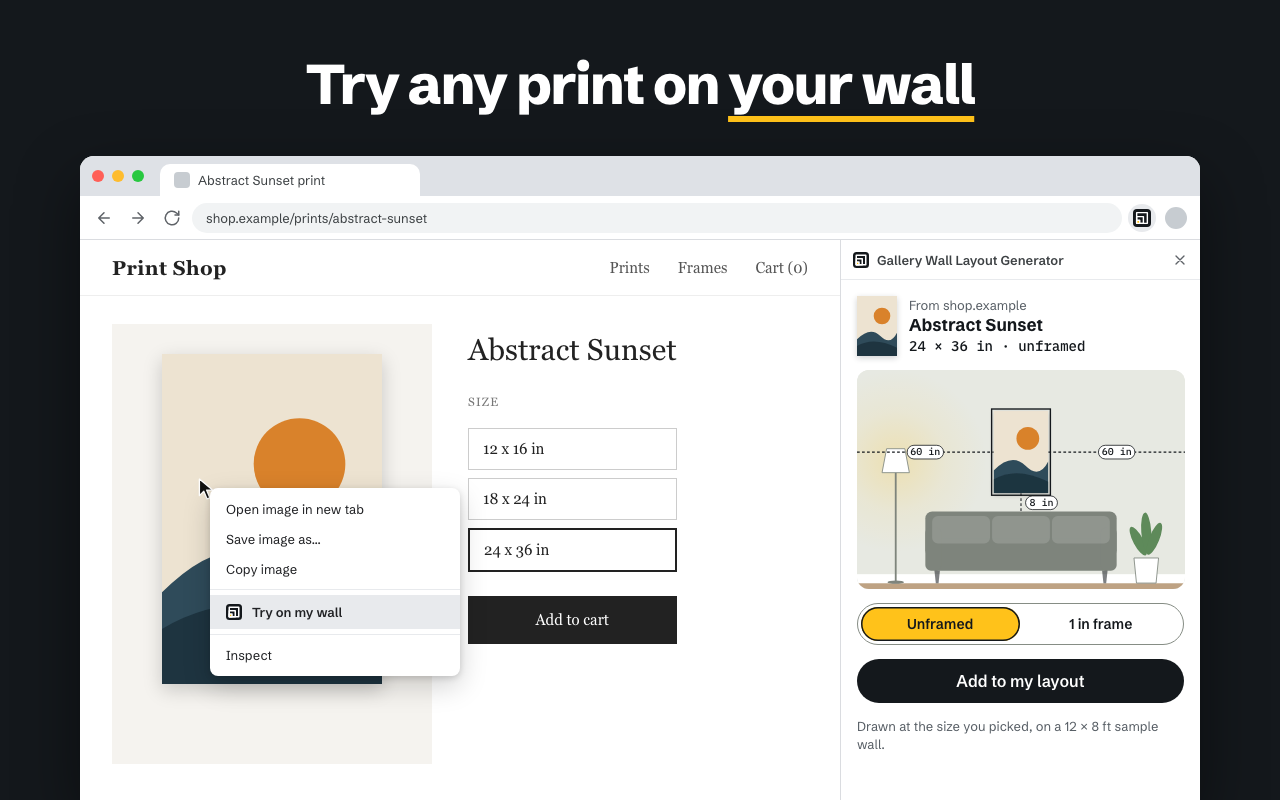 Try any print on your wall
Abstract Sunset print
shop.example/prints/abstract-sunset
Print Shop
Prints
Frames
Cart (0)
Abstract Sunset
SIZE
12 x 16 in
18 x 24 in
24 x 36 in
Add to cart
Open image in new tab
Save image as...
Copy image
Try on my wall
Inspect
Gallery Wall Layout Generator
From shop.example
Abstract Sunset
24 × 36 in · unframed
60 in
60 in
8 in
Unframed
1 in frame
Add to my layout
Drawn at the size you picked, on a 12 × 8 ft sample
wall.